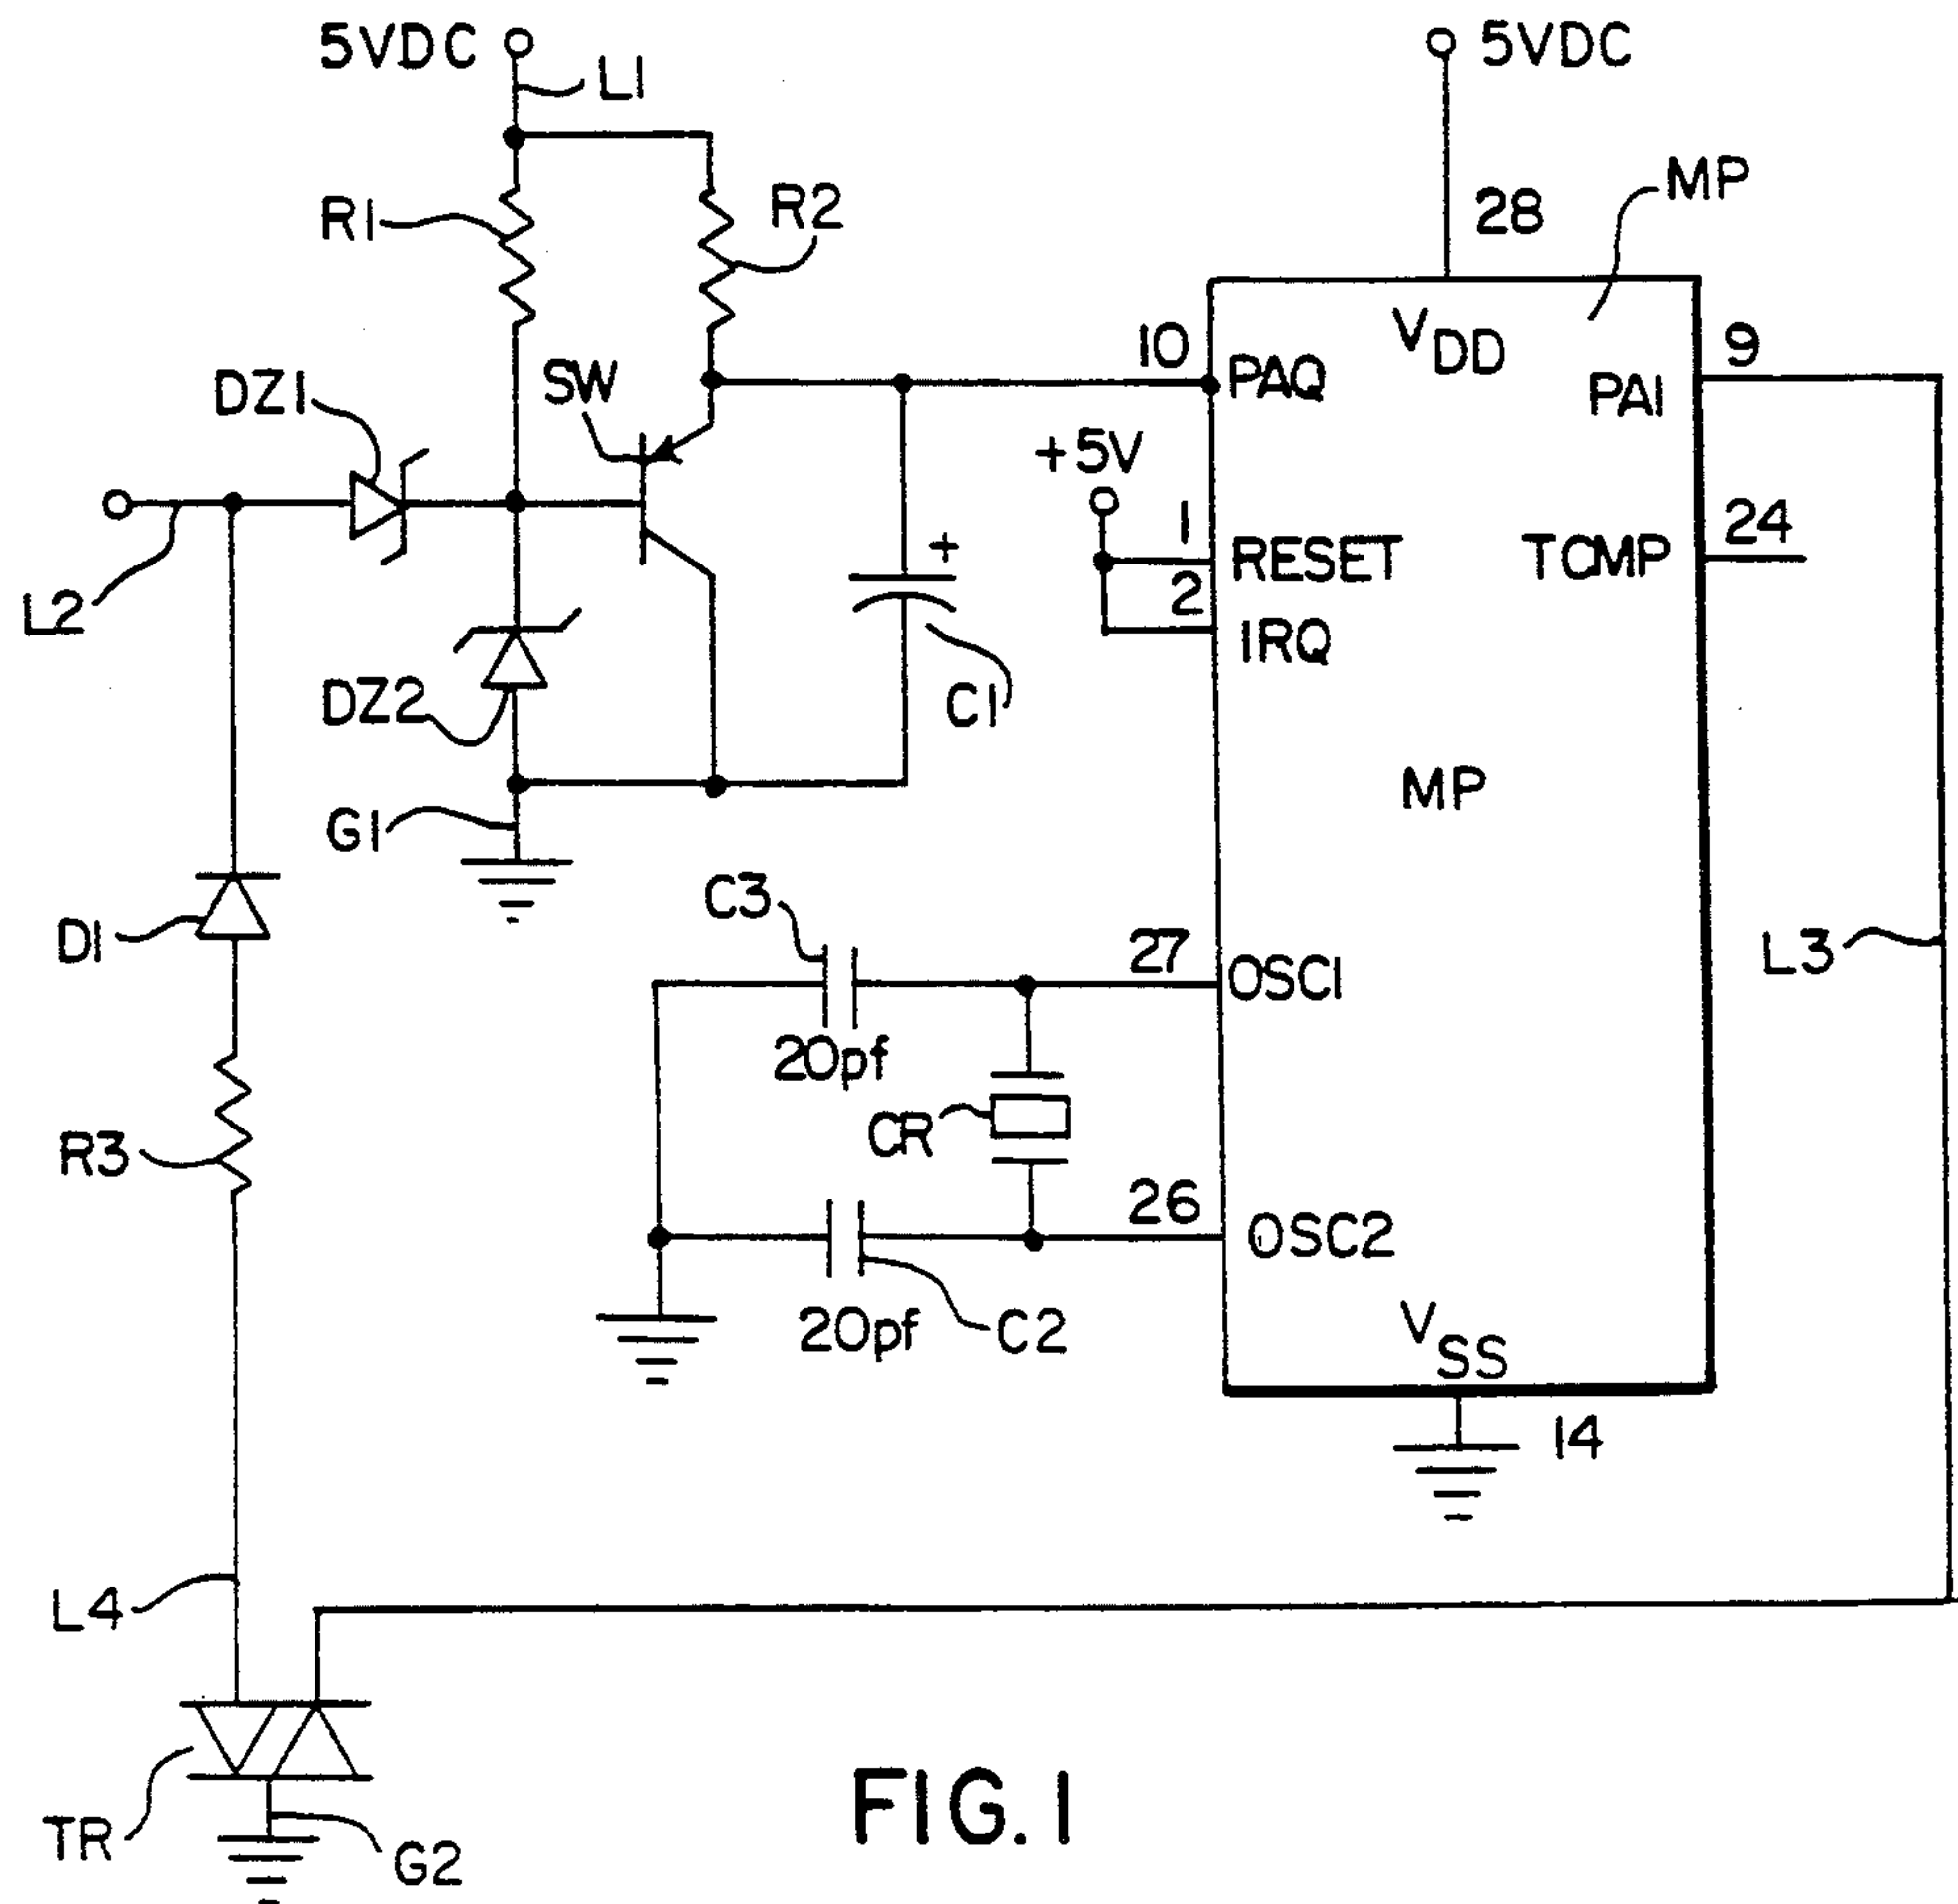 5VDC
L1
5VDC
R1
R2
28
MP
10
PAQ
VDD
9
PA1
DZ1
SW
+5V
1
RESET
TCMP
24
2
IRQ
L2
+
DZ2
C1
MP
G1
C3
D1
27
OSC1
L3
20pf
CR
R3
26
OSC2
20pf
C2
VSS
14
L4
TR
G2
FIG.1